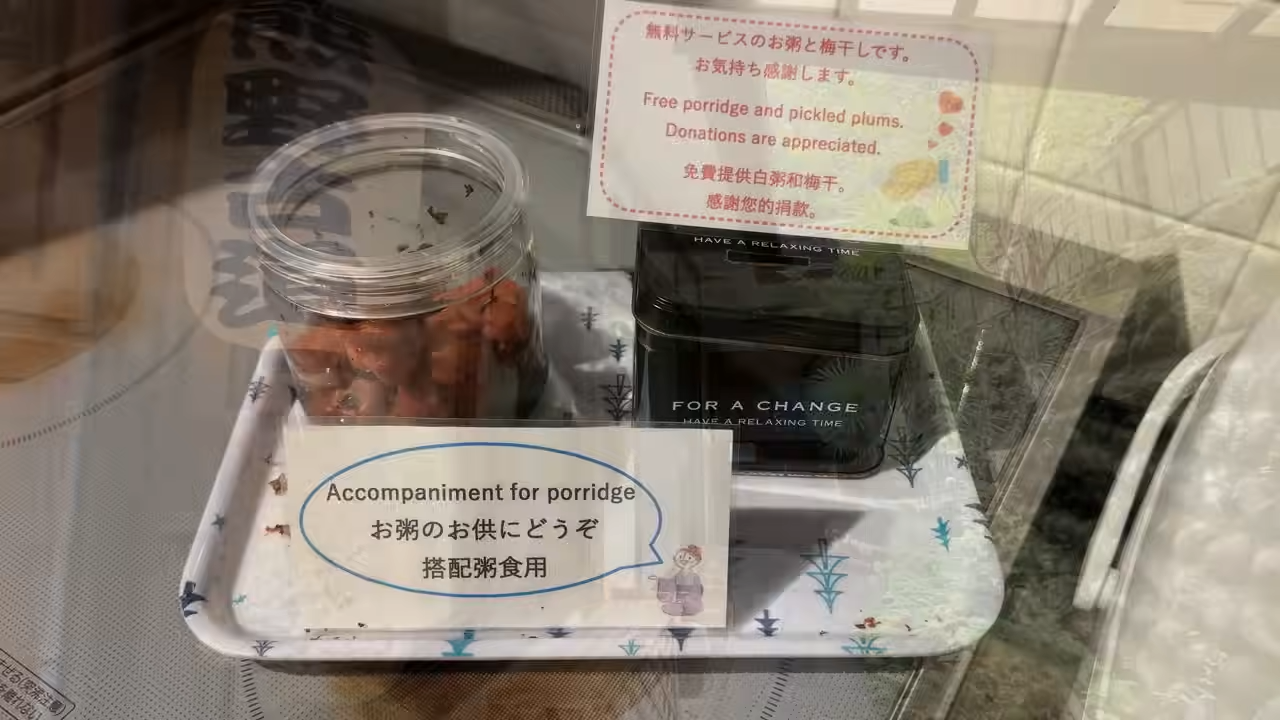 無料サービスのお粥と梅干しです。
お気持ち感謝します。
Free porridge and pickled plums.
Donations are appreciated.
免費提供白粥和梅干。
感謝您的捐款。
HAVE A RELAXING TIME
FOR A CHANGE
HAVE A RELAXING TIME
Accompaniment for porridge
お粥のお供にどうぞ
搭配粥食用